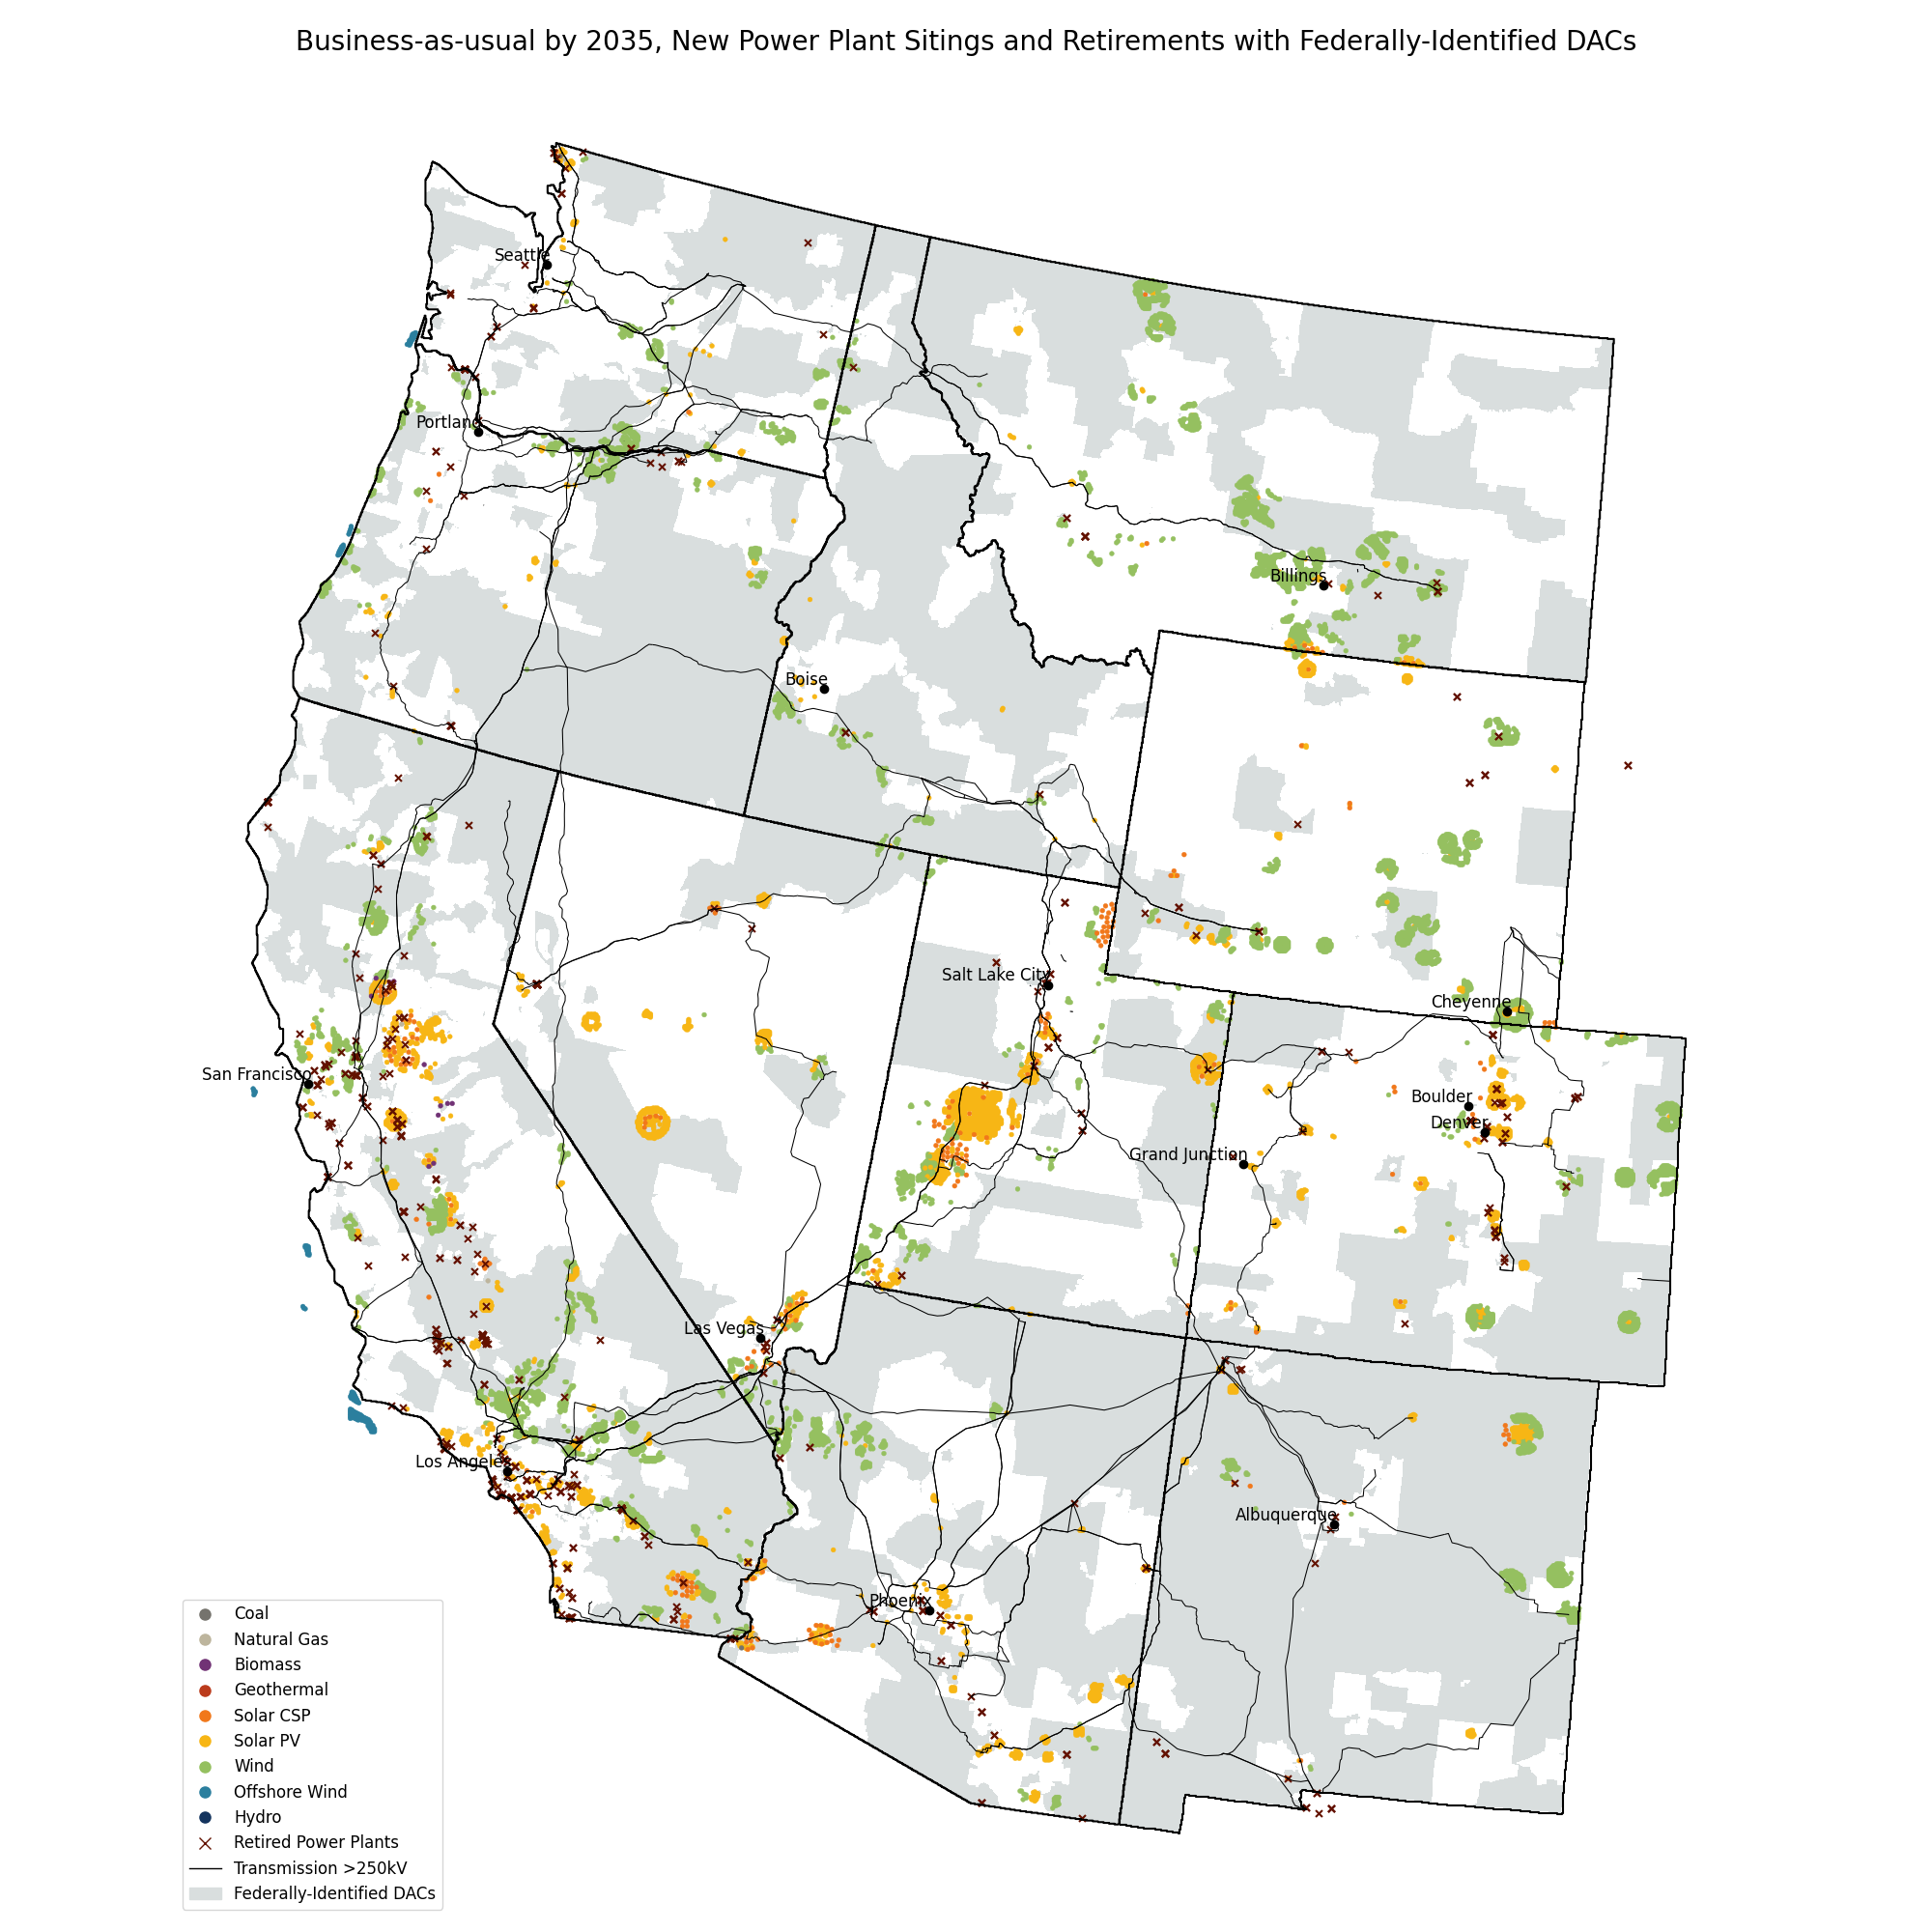 Business-as-usual by 2035, New Power Plant Sitings and Retirements with Federally-Identified DACs
Seattle
Portland
Billings
Boise
Salt Lake City
Cheyenne
San Francisco
Boulder
Denver
Grand Junction
Las Vegas
Los Angeles
Albuquerque
Phoenix
Coal
Natural Gas
Biomass
Geothermal
Solar CSP
Solar PV
Wind
Offshore Wind
Hydro
Retired Power Plants
Transmission >250kV
Federally-Identified DACs